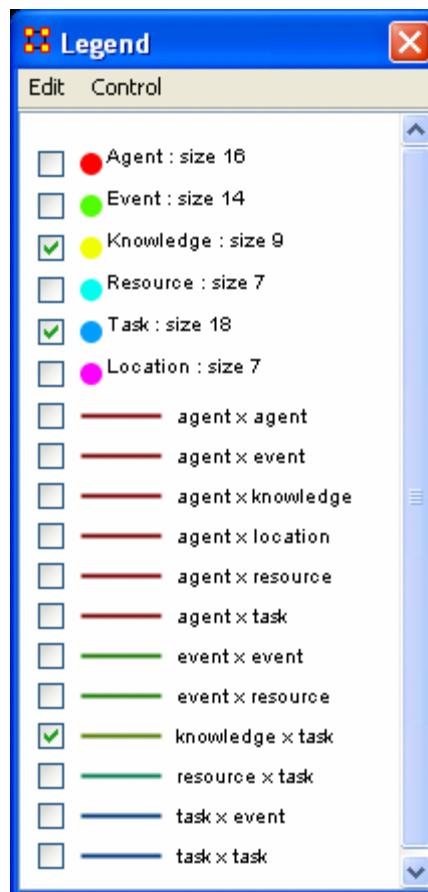 Legend
Edit Control
Agent : size 16
Event : size 14
Knowledge : size 9
Resource : size 7
Task : size 18
Location : size 7
agent x agent
agent x event
agent x knowledge
agent x location
agent x resource
agent x task
event x event
event x resource
knowledge x task
resource x task
task x event
task x task